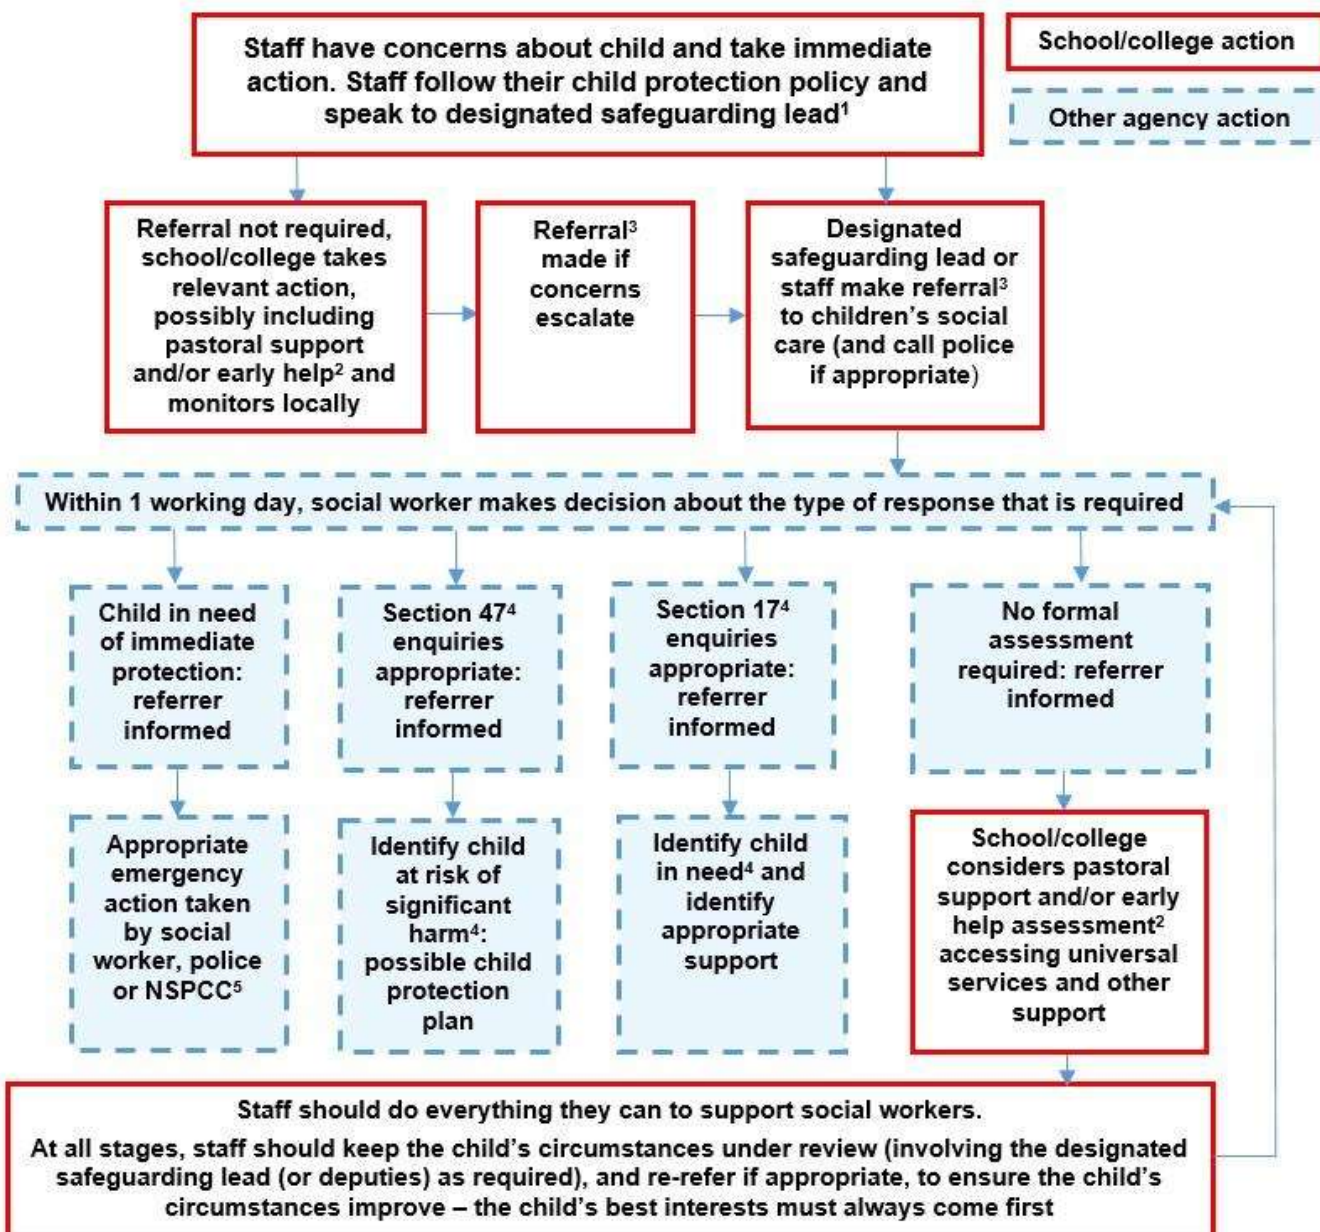 Staff have concerns about child and take immediate
action. Staff follow their child protection policy and
speak to designated safeguarding lead¹
School/college action
Other agency action
Referral not required,
school/college takes
relevant action,
possibly including
pastoral support
and/or early help² and
monitors locally
Referral³
made if
concerns
escalate
Designated
safeguarding lead or
staff make referral³
to children’s social
care (and call police
if appropriate)
Within 1 working day, social worker makes decision about the type of response that is required
Child in need
of immediate
protection:
referrer
informed
Section 47⁴
enquiries
appropriate:
referrer
informed
Section 17⁴
enquiries
appropriate:
referrer
informed
No formal
assessment
required: referrer
informed
Appropriate
emergency
action taken
by social
worker, police
or NSPCC⁵
Identify child
at risk of
significant
harm⁴:
possible child
protection
plan
Identify child
in need⁴ and
identify
appropriate
support
School/college
considers pastoral
support and/or early
help assessment²
accessing universal
services and other
support
Staff should do everything they can to support social workers.
At all stages, staff should keep the child’s circumstances under review (involving the designated
safeguarding lead (or deputies) as required), and re-refer if appropriate, to ensure the child’s
circumstances improve – the child’s best interests must always come first